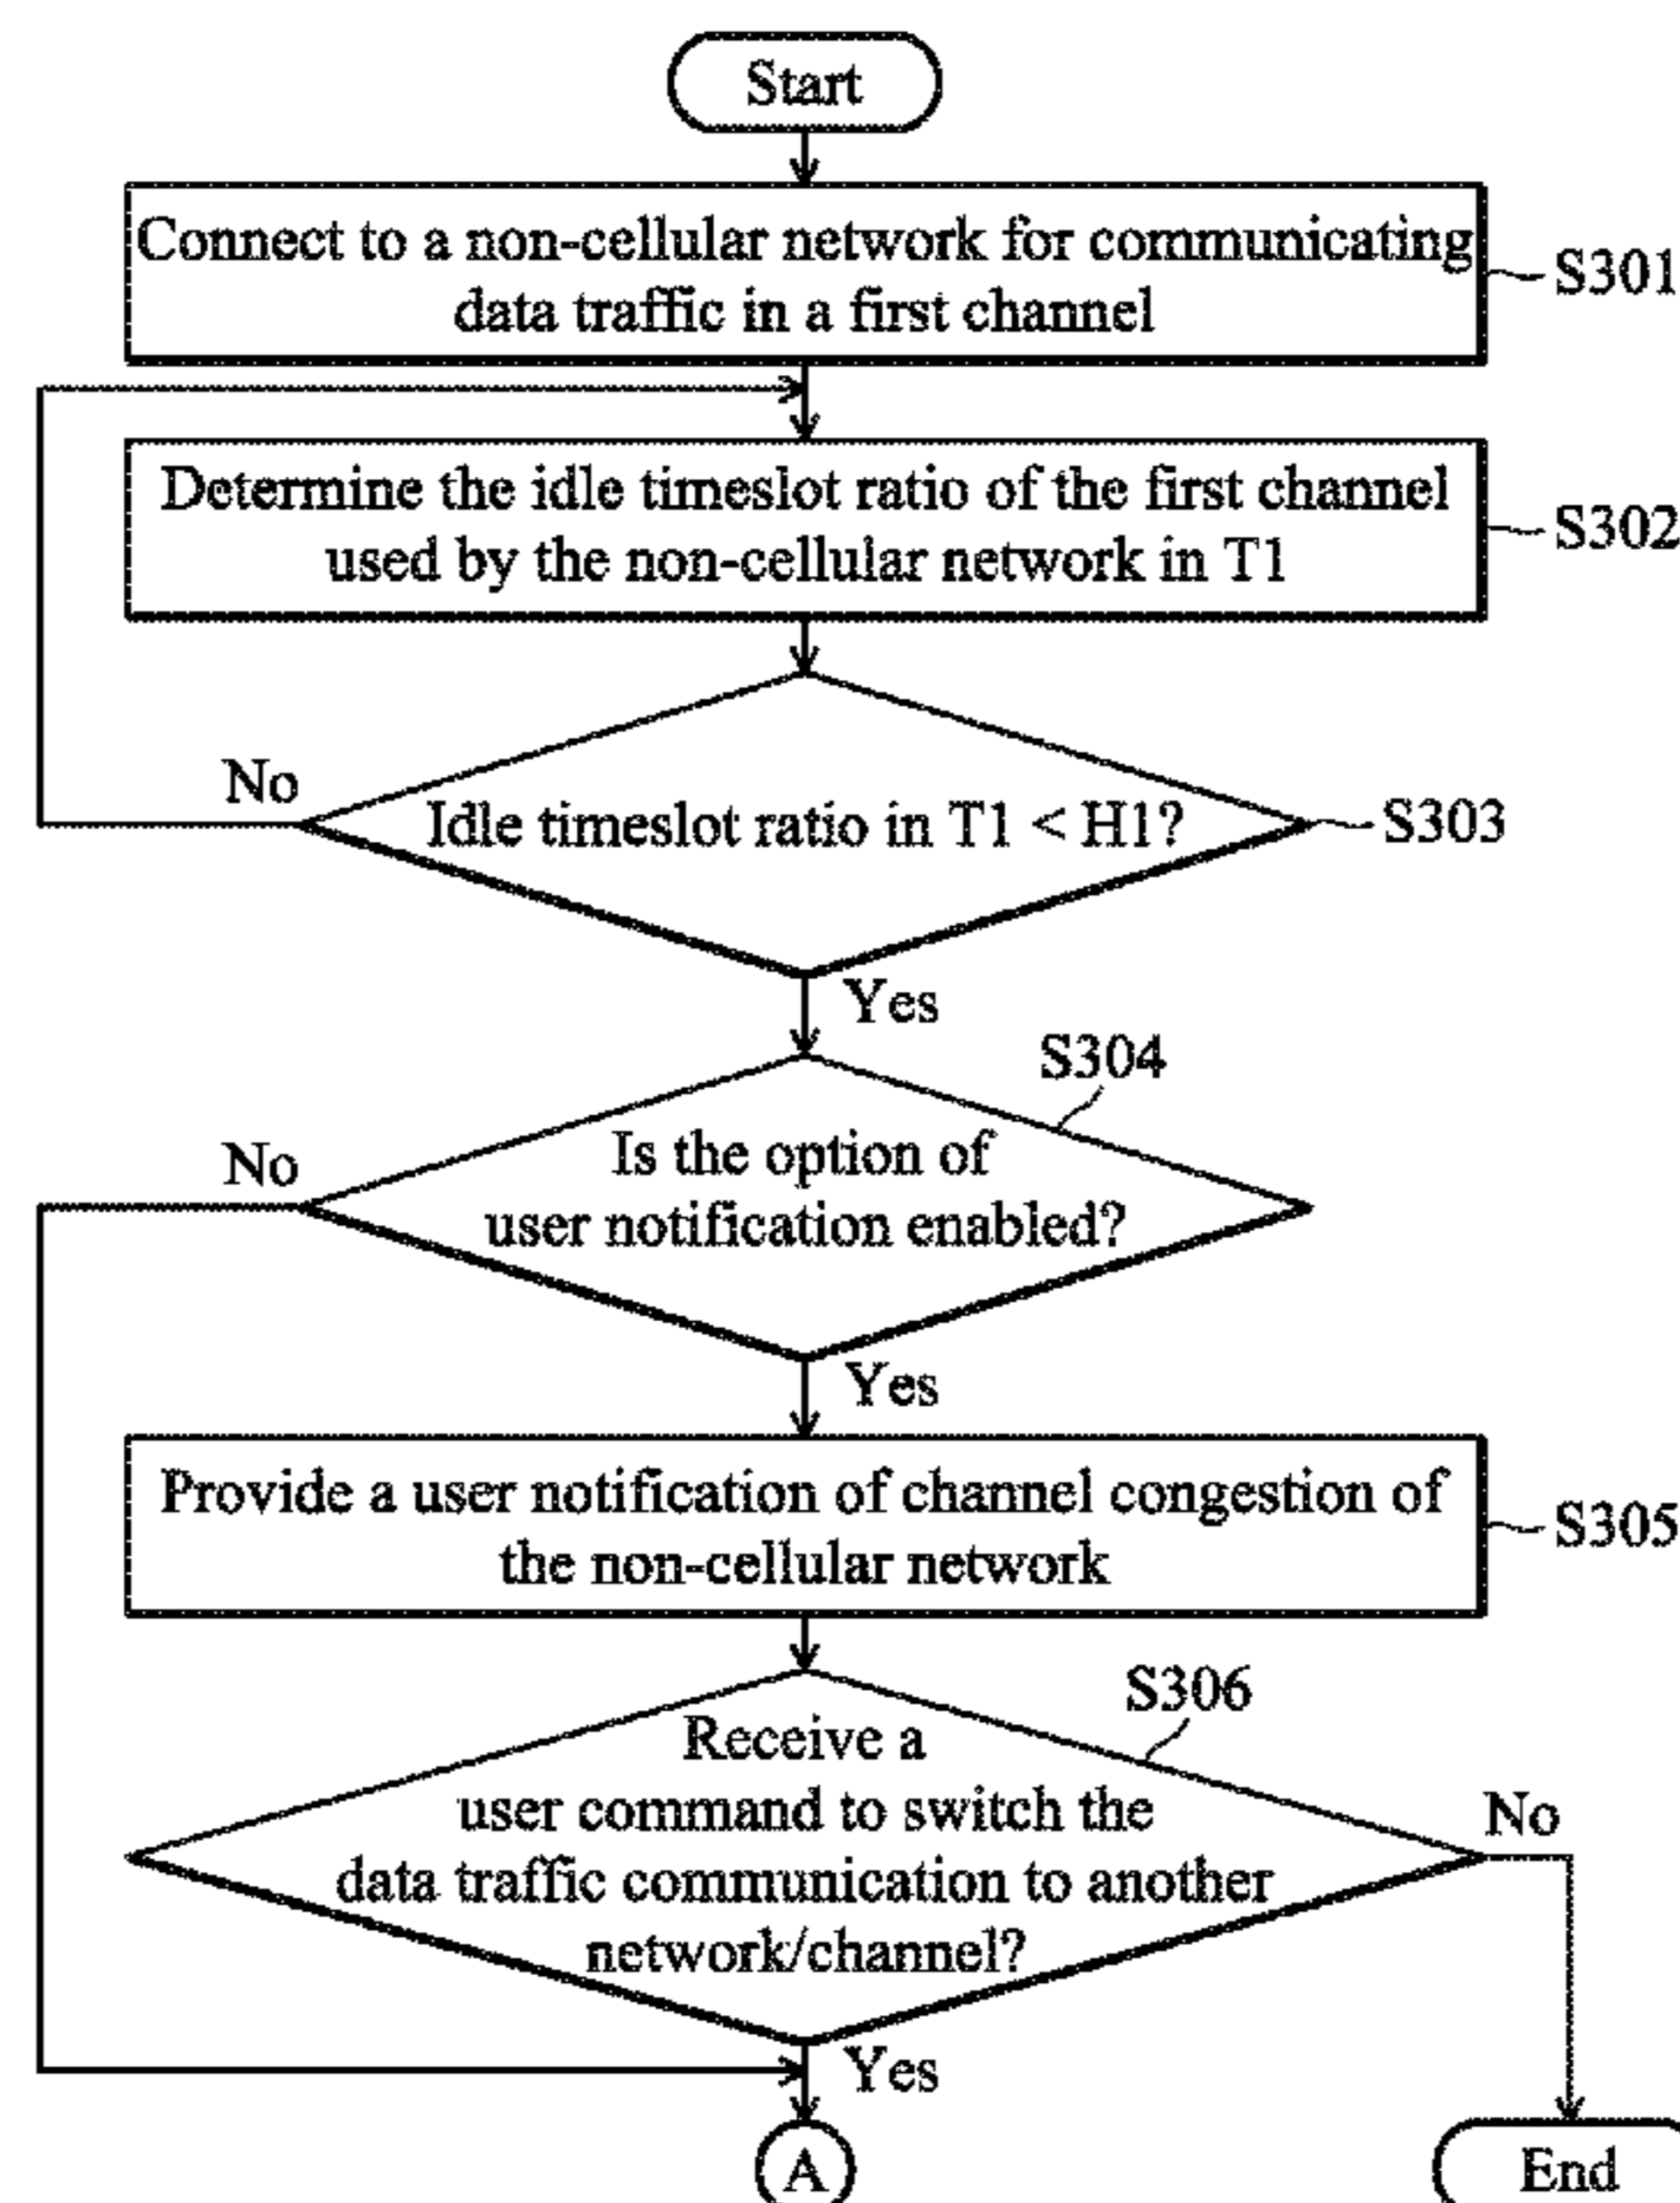 Start
Connect to a non-cellular network for communicating
data traffic in a first channel
S301
Determine the idle timeslot ratio of the first channel
used by the non-cellular network in T1
S302
No
Idle timeslot ratio in T1 < H1?
S303
Yes
S304
No
Is the option of
user notification enabled?
Yes
Provide a user notification of channel congestion of
the non-cellular network
S305
S306
Receive a
user command to switch the
data traffic communication to another
network/channel?
No
Yes
A
End